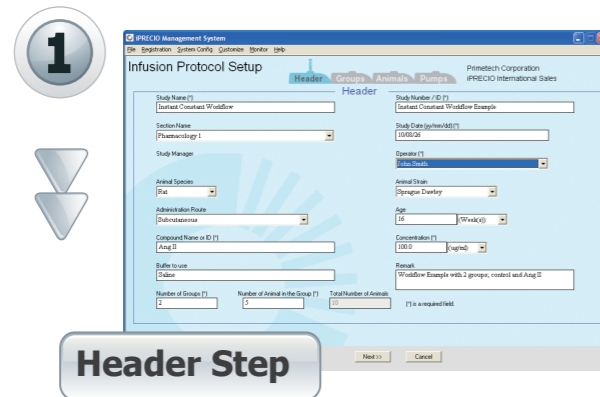 1
iPRECIO Management System
File Registration System Config Customize Monitor Help
Infusion Protocol Setup
Header Groups Animals Pumps
Primetech Corporation
iPRECIO International Sales
Header
Study Name (*)
Instant Constant Workflow
Study Number / ID (*)
Instant Constant Workflow Example
Section Name
Pharmacology 1
Study Date (yy/mm/dd) (*)
10/08/26
Study Manager
Operator (*)
John Smith
Animal Species
Rat
Animal Strain
Sprague Dawley
Administration Route
Subcutaneous
Age
16 (Week(s))
Compound Name or ID (*)
Ang II
Concentration (*)
100.0 (ug/ml)
Buffer to use
Saline
Remark
Workflow Example with 2 groups; control and Ang II
Number of Groups (*) Number of Animal in the Group (*) Total Number of Animals
2 5 10
(*) is a required field.
Next >> Cancel
Header Step